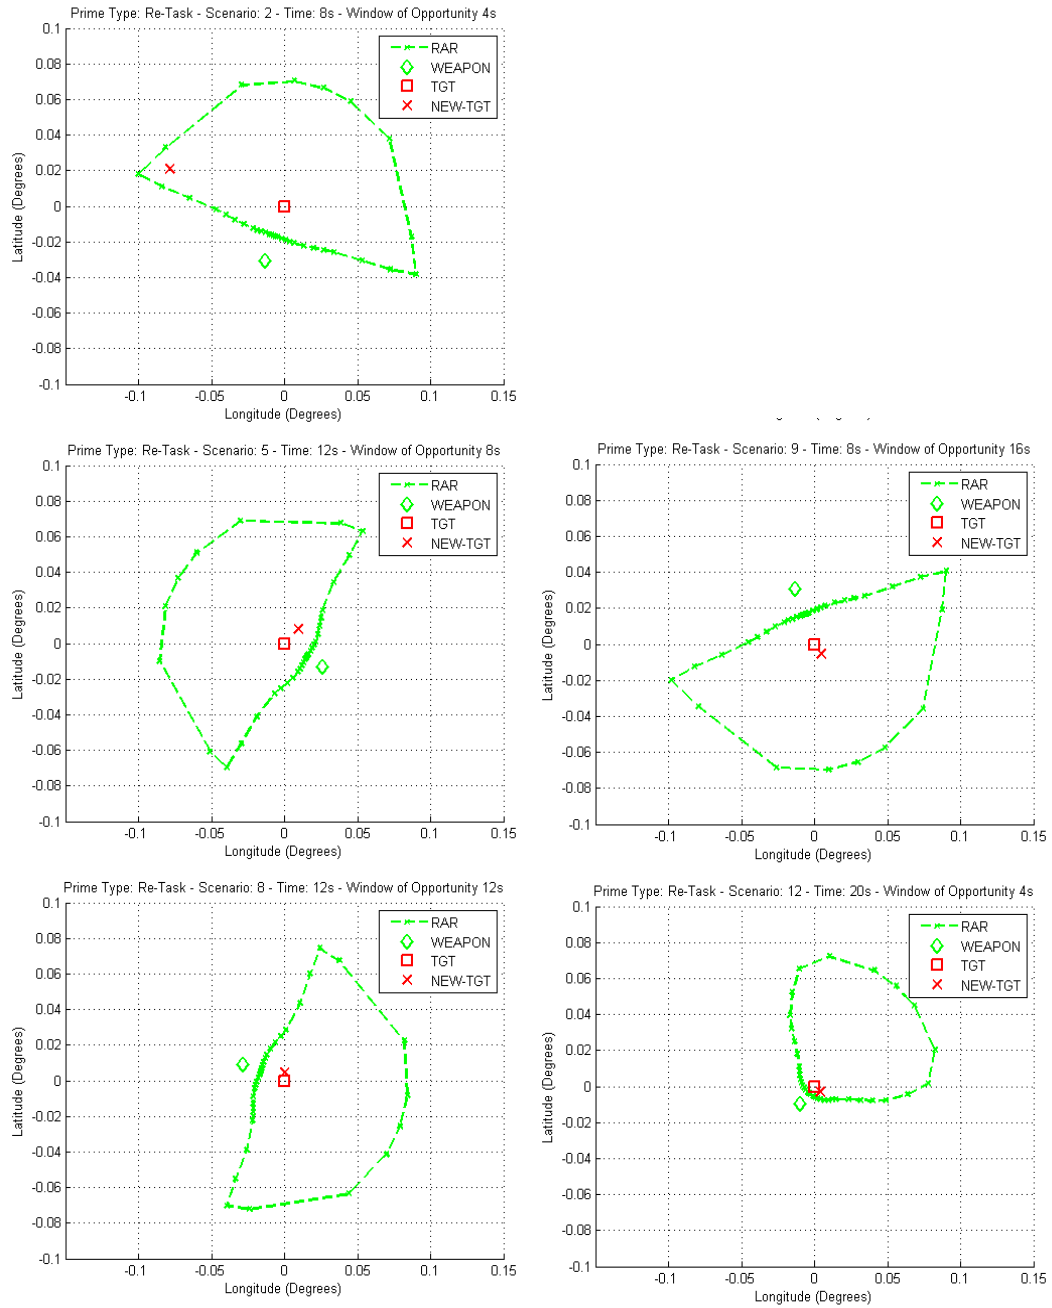 Prime Type: Re-Task - Scenario: 2 - Time: 8s - Window of Opportunity 4s
0.1
0.08
0.06
0.04
0.02
0
-0.02
-0.04
-0.06
-0.08
-0.1
Latitude (Degrees)
RAR
WEAPON
TGT
NEW-TGT
-0.1 -0.05 0 0.05 0.1 0.15
Longitude (Degrees)
Prime Type: Re-Task - Scenario: 5 - Time: 12s - Window of Opportunity 8s
0.1
0.08
0.06
0.04
0.02
0
-0.02
-0.04
-0.06
-0.08
-0.1
Latitude (Degrees)
RAR
WEAPON
TGT
NEW-TGT
-0.1 -0.05 0 0.05 0.1 0.15
Longitude (Degrees)
Prime Type: Re-Task - Scenario: 9 - Time: 8s - Window of Opportunity 16s
0.1
0.08
0.06
0.04
0.02
0
-0.02
-0.04
-0.06
-0.08
-0.1
Latitude (Degrees)
RAR
WEAPON
TGT
NEW-TGT
-0.1 -0.05 0 0.05 0.1 0.15
Longitude (Degrees)
Prime Type: Re-Task - Scenario: 8 - Time: 12s - Window of Opportunity 12s
0.1
0.08
0.06
0.04
0.02
0
-0.02
-0.04
-0.06
-0.08
-0.1
Latitude (Degrees)
RAR
WEAPON
TGT
NEW-TGT
-0.1 -0.05 0 0.05 0.1 0.15
Longitude (Degrees)
Prime Type: Re-Task - Scenario: 12 - Time: 20s - Window of Opportunity 4s
0.1
0.08
0.06
0.04
0.02
0
-0.02
-0.04
-0.06
-0.08
-0.1
Latitude (Degrees)
RAR
WEAPON
TGT
NEW-TGT
-0.1 -0.05 0 0.05 0.1 0.15
Longitude (Degrees)